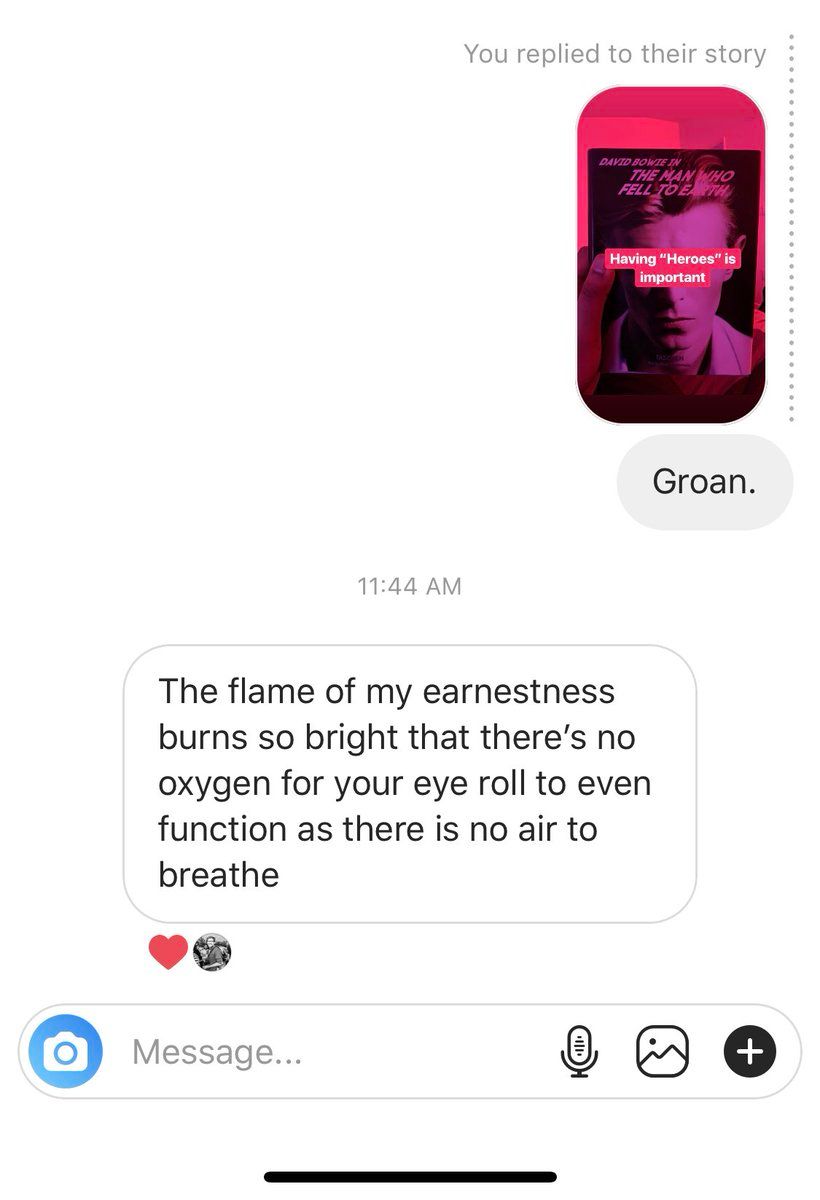 You replied to their story
DAVID BOWIE IN
THE MAN WHO
FELL TO EARTH
Having “Heroes” is
important
TASCHEN
Groan.
11:44 AM
The flame of my earnestness
burns so bright that there’s no
oxygen for your eye roll to even
function as there is no air to
breathe
Message...